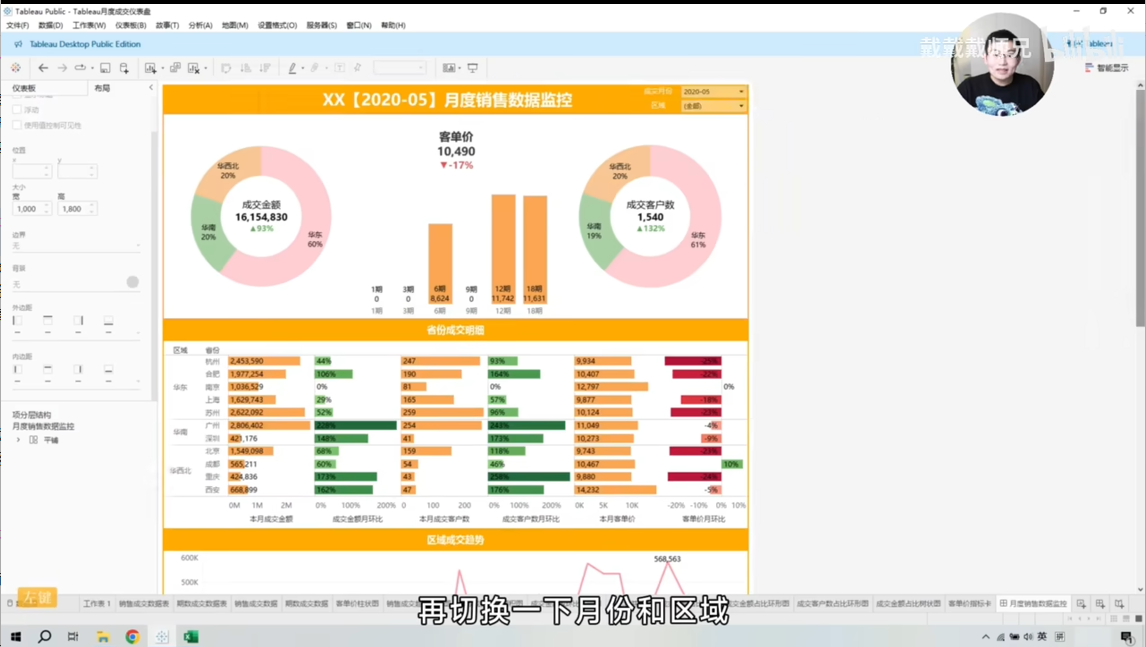 Tableau Public - Tableau月度成交仪表盘
文件(F) 数据(D) 工作表(W) 仪表板(B) 故事(T) 分析(A) 地图(M) 设置格式(O) 服务器(S) 窗口(N) 帮助(H)
Tableau Desktop Public Edition
戴戴戴师兄
智能显示
仪表板 布局
浮动
使用值控制可见性
位置
x y
大小
宽 高
1,000 1,800
边界
无
背景
无
外边距
内边距
项分层结构
月度销售数据监控
平铺
XX【2020-05】月度销售数据监控
成交月份 2020-05
区域 (全部)
华西北
20%
华南
20%
华东
60%
成交金额
16,154,830
▲93%
客单价
10,490
▼-17%
1期 3期 6期 9期 12期 18期
0 0 8,624 0 11,742 11,631
1期 3期 6期 9期 12期 18期
华西北
20%
华南
19%
华东
61%
成交客户数
1,540
▲132%
省份成交明细
区域 省份
华东
杭州 2,453,590 44% 247 93% 9,934 -25%
合肥 1,977,254 106% 190 164% 10,407 -22%
南京 1,036,529 0% 81 0% 12,797 0%
上海 1,629,743 29% 165 57% 9,877 -18%
苏州 2,622,092 52% 259 96% 10,124 -23%
华南
广州 2,806,402 228% 254 243% 11,049 -4%
深圳 421,176 148% 41 173% 10,273 -9%
华西北
北京 1,549,098 68% 159 118% 9,743 -23%
成都 565,211 60% 54 46% 10,467 10%
重庆 424,836 173% 43 258% 9,880 -24%
西安 668,899 162% 47 176% 14,232 -5%
0M 1M 2M 0% 100% 200% 0 100 200 0% 100% 200% 0K 5K 10K -20% -10% 0% 10%
本月成交金额 成交金额月环比 本月成交客户数 成交客户数月环比 本月客单价 客单价月环比
区域成交趋势
600K
500K
568,563
左键
再切换一下月份和区域
工作表 1 销售成交数据表 期数成交数据表 销售成交数据 期数成交数据 客单价柱状图 成交客户数占比环形图 成交金额占比树状图 客单价指标卡 月度销售数据监控
英 拼